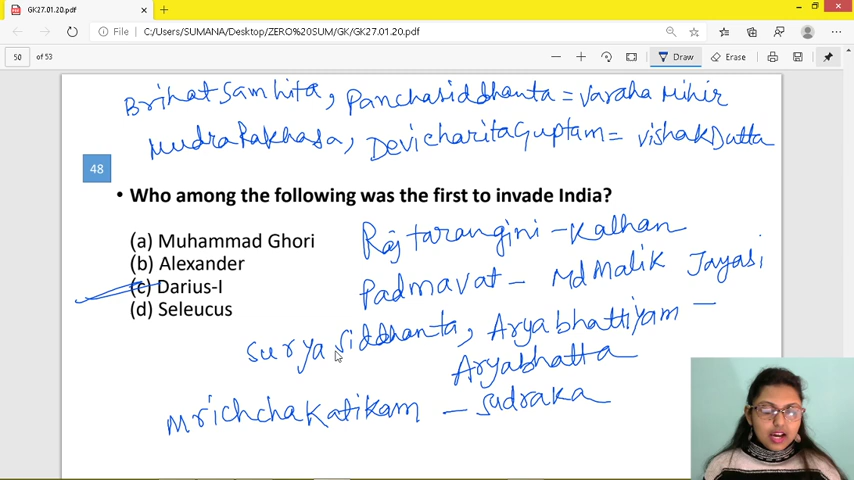 GK27.01.20.pdf
File C:/Users/SUMANA/Desktop/ZERO%20SUM/GK/GK27.01.20.pdf
50 of 53 Draw Erase
Brihat Samhita, Panchasiddhanta = Varaha Mihir
MudraRakhasa, DevicharitaGuptam = VishakDutta
48
• Who among the following was the first to invade India?
(a) Muhammad Ghori
(b) Alexander
(c) Darius-I
(d) Seleucus
Rajtarangini - Kalhan
Padmavat - Md Malik Jayasi
Surya Siddhanta, Aryabhattiyam -
Aryabhatta
Mrichchakatikam - Sudraka